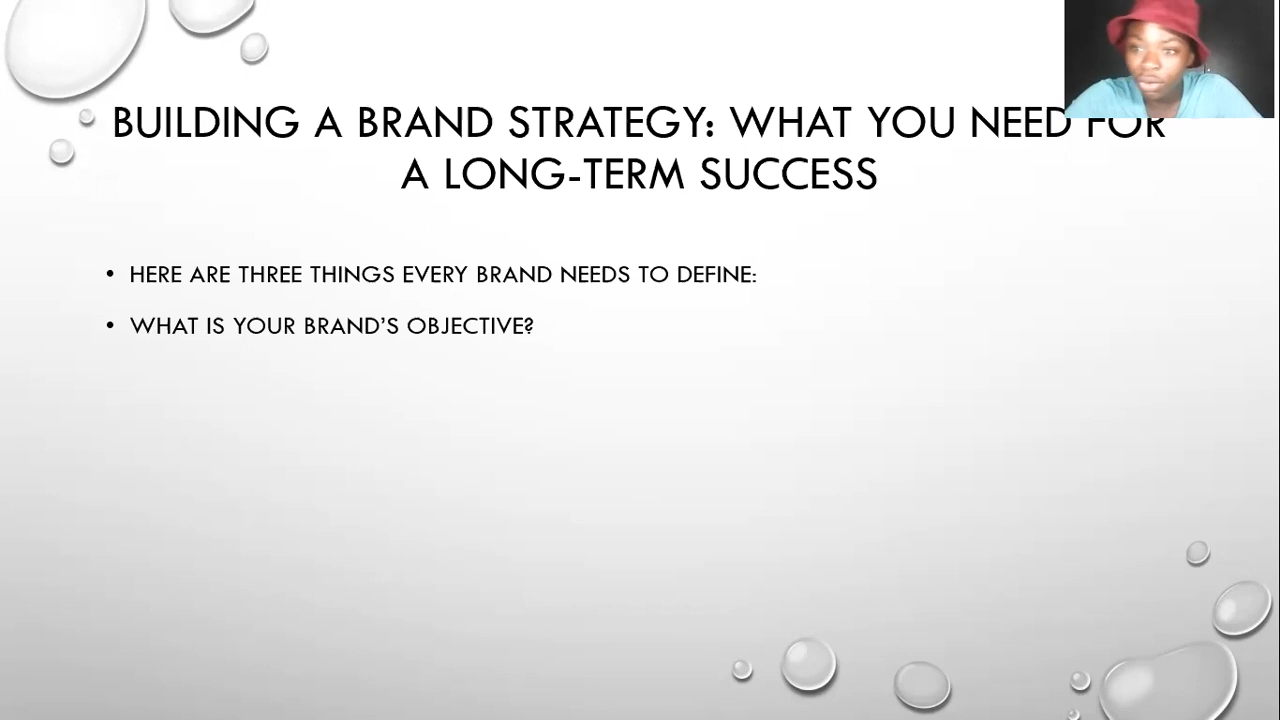 BUILDING A BRAND STRATEGY: WHAT YOU NEED FOR
A LONG-TERM SUCCESS
• HERE ARE THREE THINGS EVERY BRAND NEEDS TO DEFINE:
• WHAT IS YOUR BRAND'S OBJECTIVE?